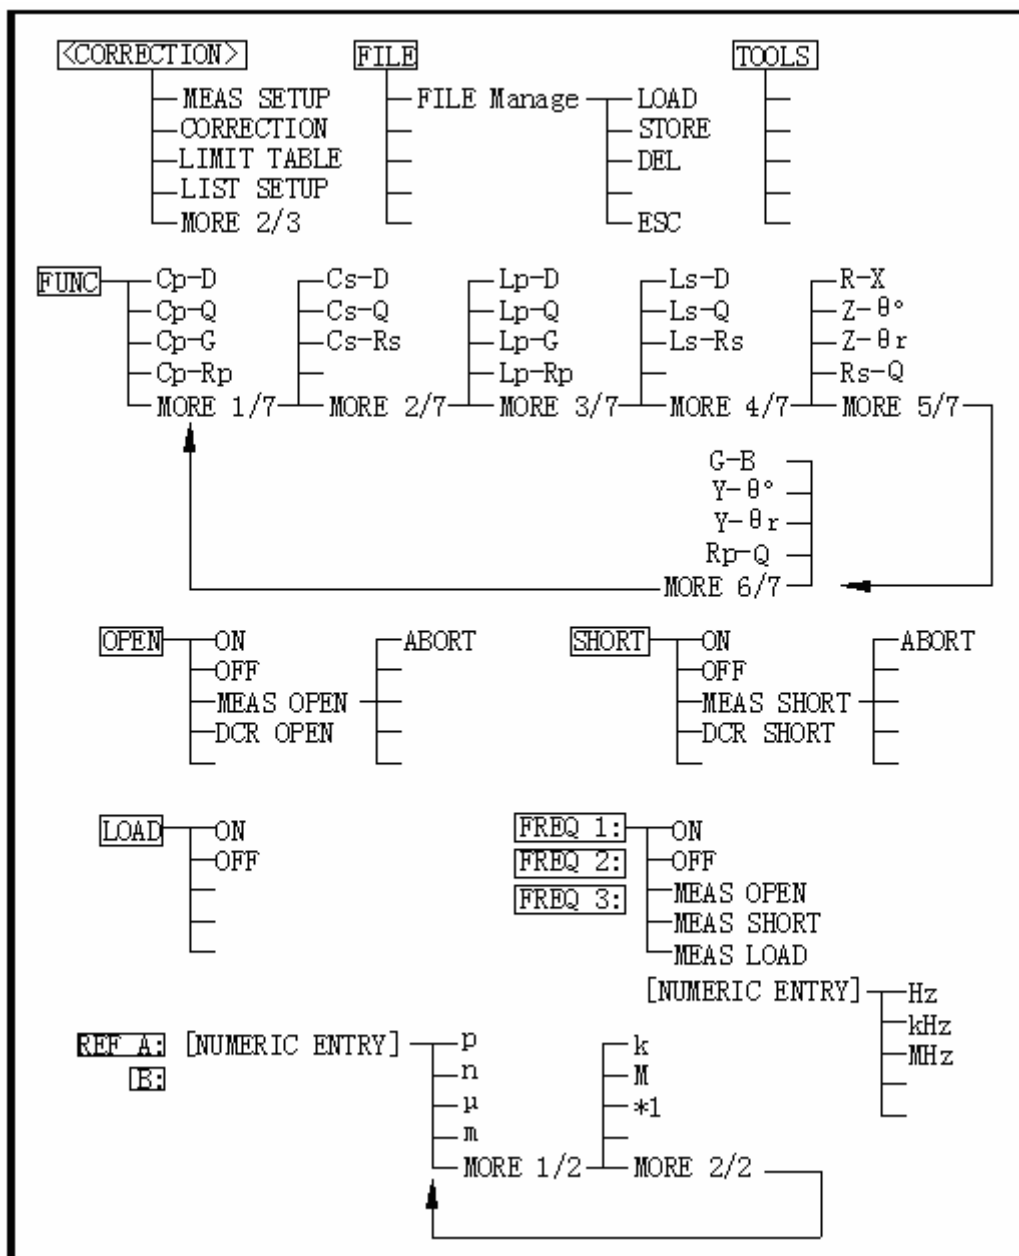 <CORRECTION> FILE TOOLS
MEAS SETUP FILE Manage LOAD
CORRECTION STORE
LIMIT TABLE DEL
LIST SETUP
MORE 2/3 ESC
FUNC Cp-D Cs-D Lp-D Ls-D R-X
Cp-Q Cs-Q Lp-Q Ls-Q Z-θ°
Cp-G Cs-Rs Lp-G Ls-Rs Z-θr
Cp-Rp Lp-Rp Rs-Q
MORE 1/7 MORE 2/7 MORE 3/7 MORE 4/7 MORE 5/7
G-B
Y-θ°
Y-θr
Rp-Q
MORE 6/7
OPEN ON ABORT SHORT ON ABORT
OFF OFF
MEAS OPEN MEAS SHORT
DCR OPEN DCR SHORT
LOAD ON FREQ 1: ON
OFF FREQ 2: OFF
FREQ 3: MEAS OPEN
MEAS SHORT
MEAS LOAD
[NUMERIC ENTRY] Hz
kHz
MHz
REF A: [NUMERIC ENTRY] p k
B: n M
μ *1
m
MORE 1/2 MORE 2/2